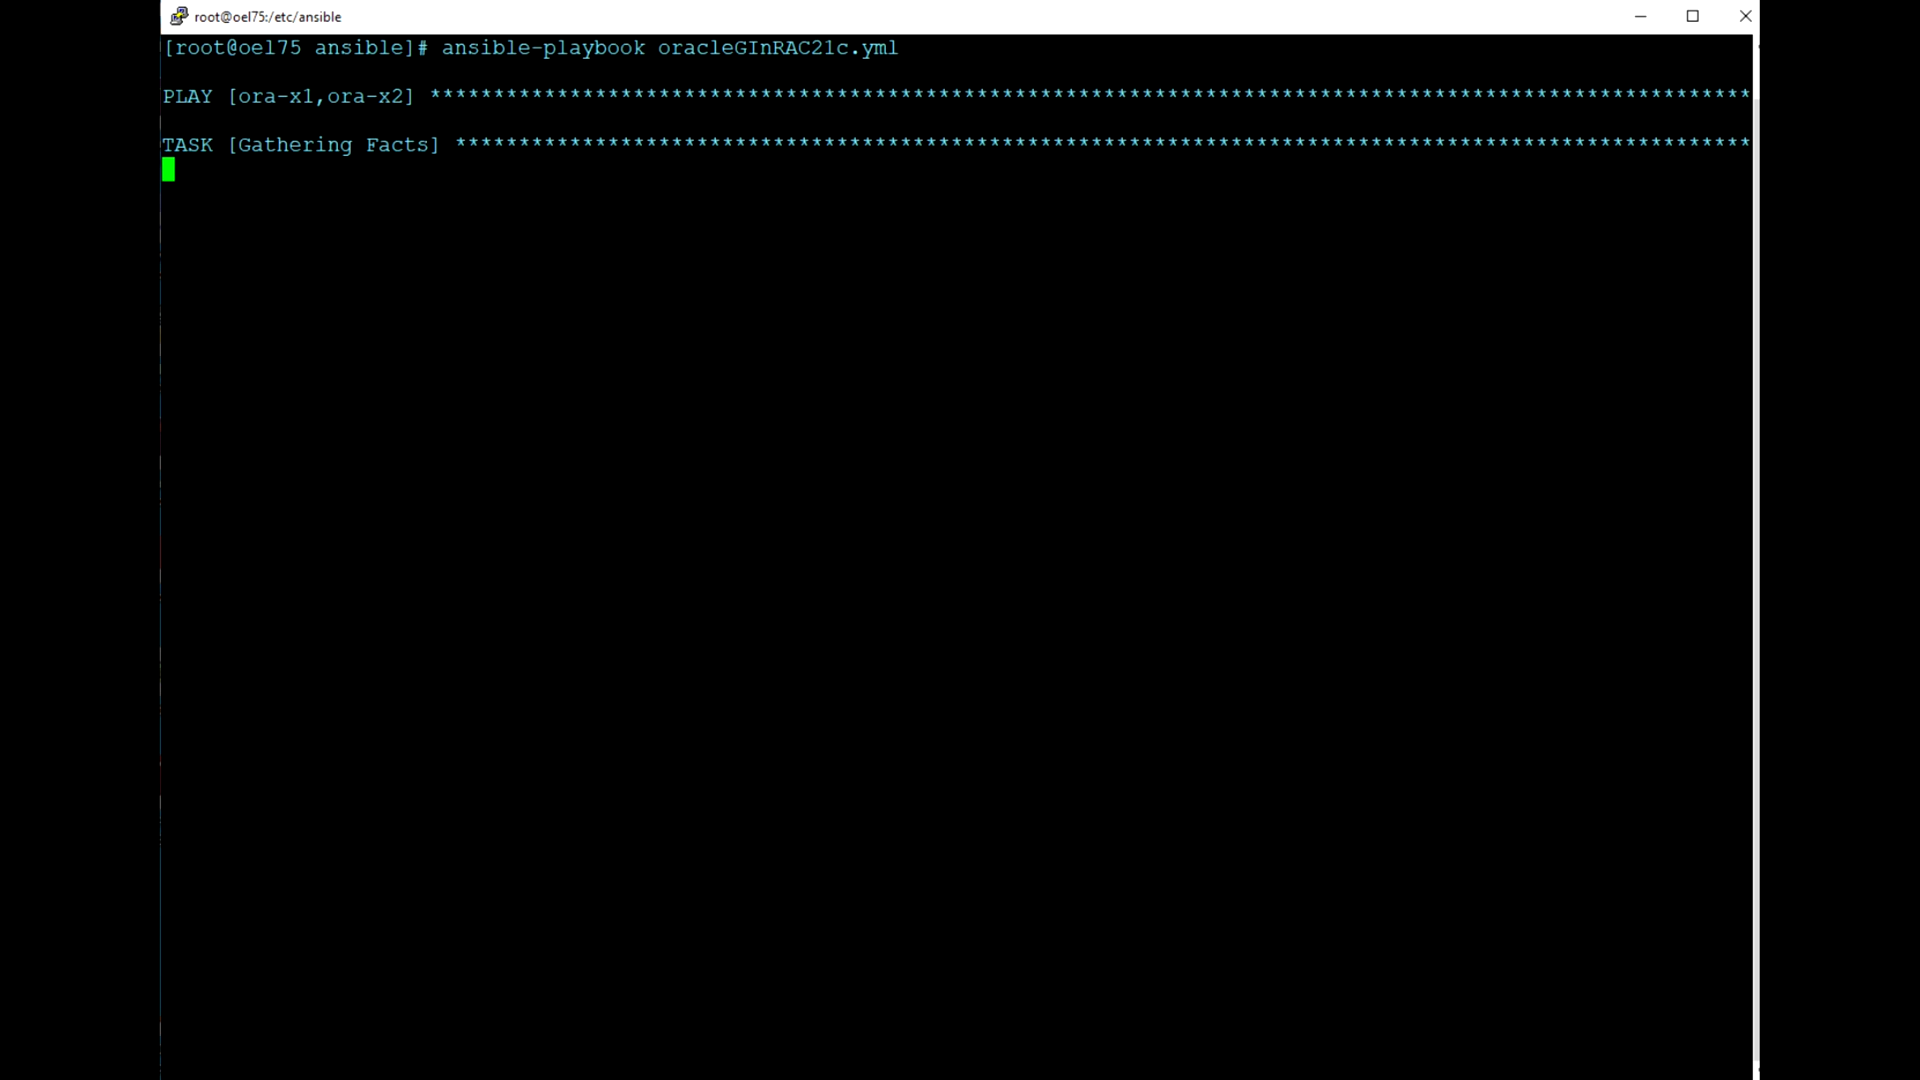 root@oel75:/etc/ansible
[root@oel75 ansible]# ansible-playbook oracleGInRAC21c.yml
PLAY [ora-x1,ora-x2] *******************************************************************************************************
TASK [Gathering Facts] *****************************************************************************************************